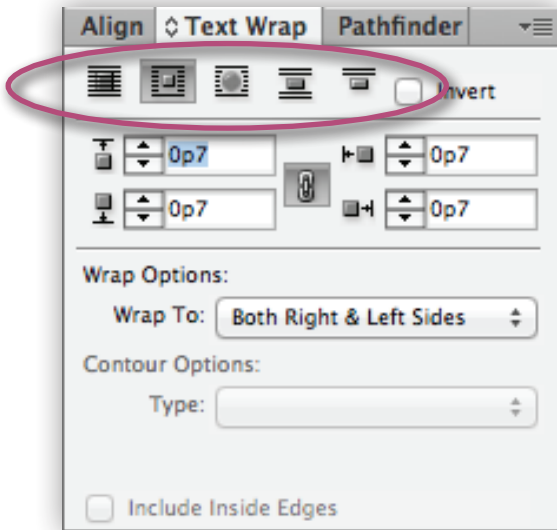 Align Text Wrap Pathfinder
Invert
0p7 0p7
0p7 0p7
Wrap Options:
Wrap To: Both Right & Left Sides
Contour Options:
Type:
Include Inside Edges